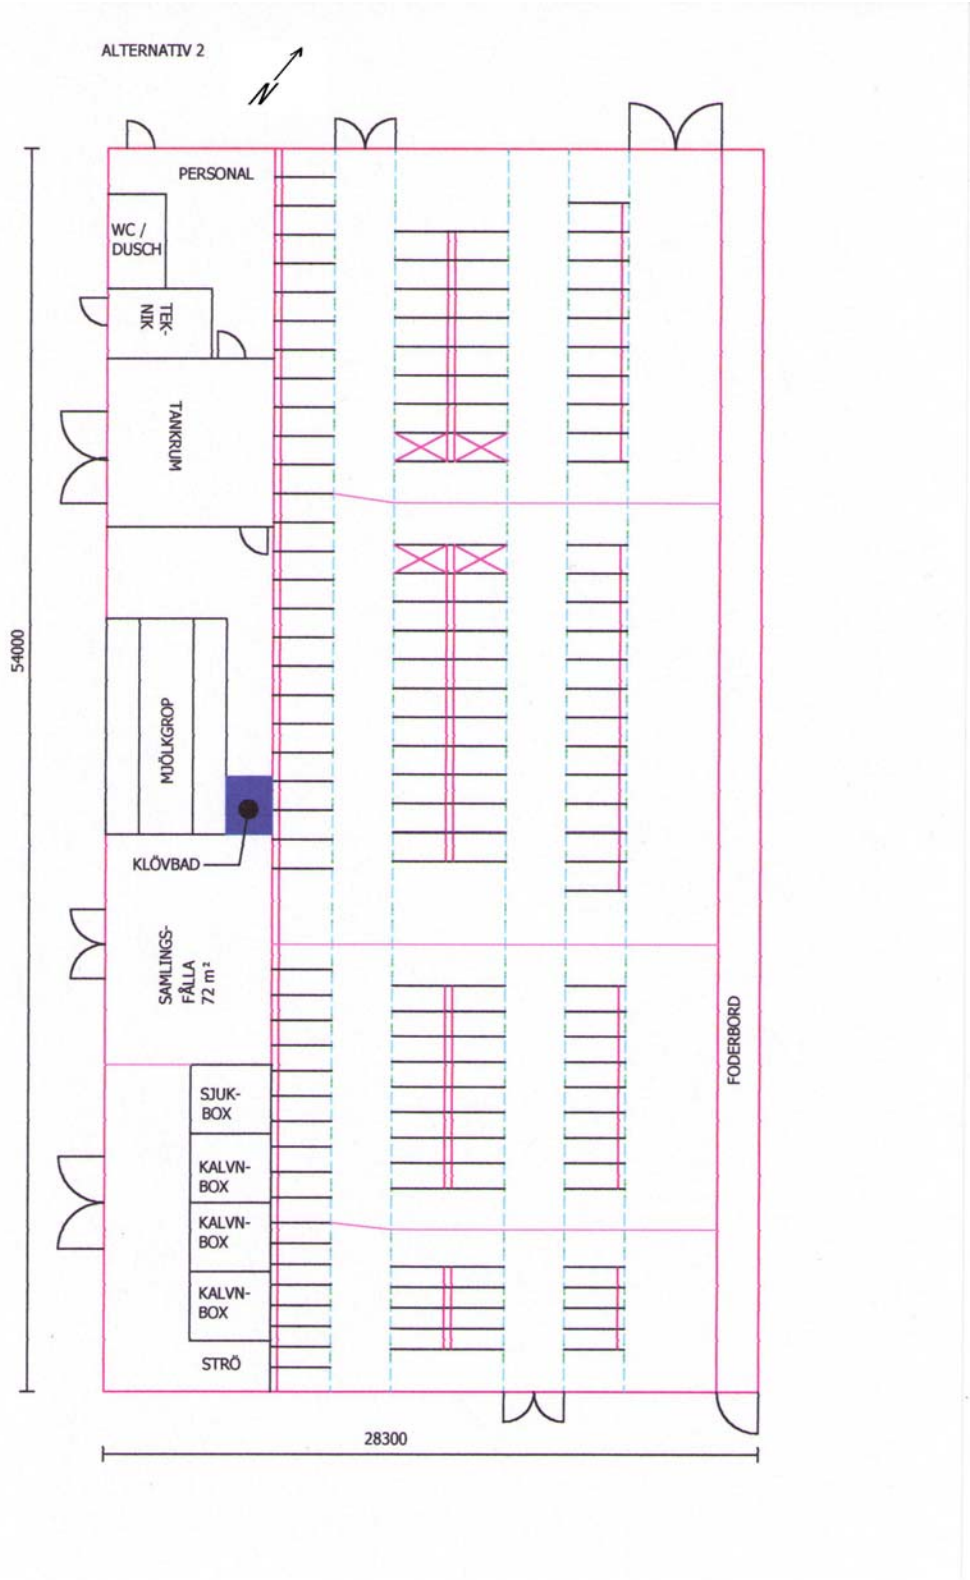 ALTERNATIV 2
N
PERSONAL
WC /
DUSCH
TEK-
NIK
TANKRUM
54000
MJÖLKGROP
KLÖVBAD
SAMLINGS-
FÅLLA
72 m²
FODERBORD
SJUK-
BOX
KALVN-
BOX
KALVN-
BOX
KALVN-
BOX
STRÖ
28300